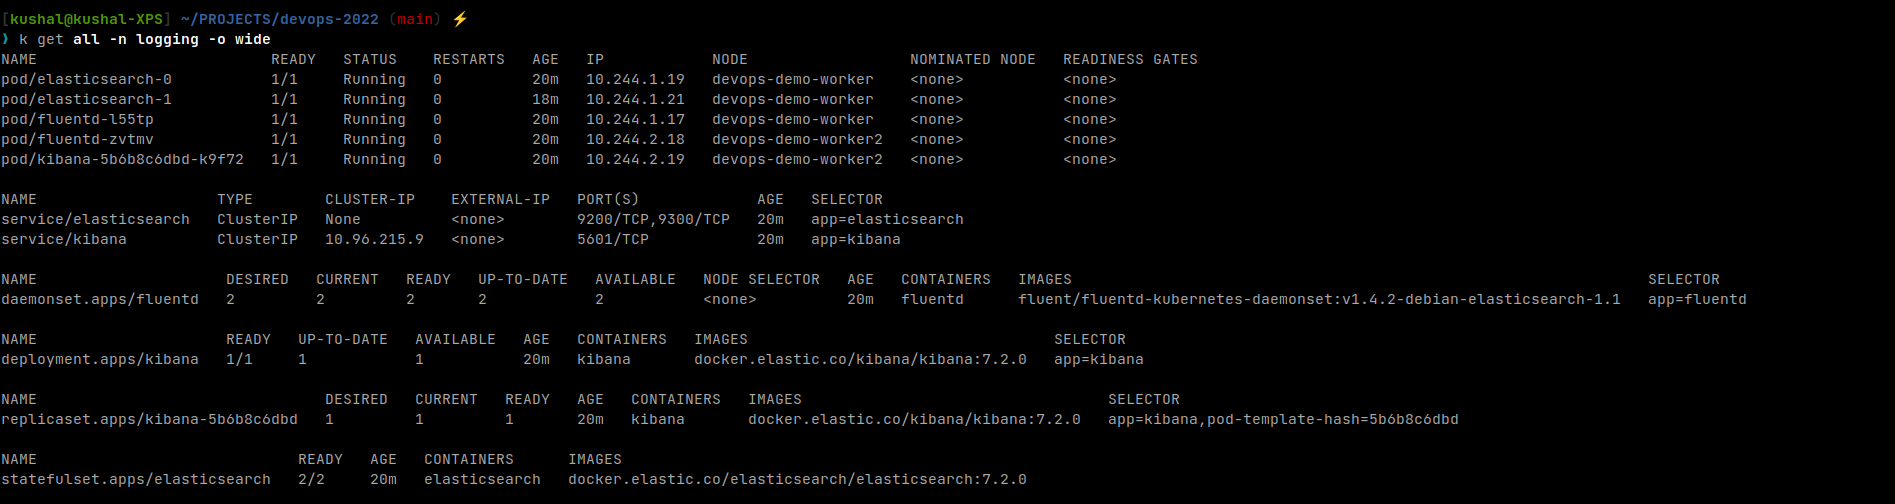 [kushal@kushal-XPS] ~/PROJECTS/devops-2022 (main) ⚡
❯ k get all -n logging -o wide
NAME                          READY   STATUS    RESTARTS   AGE   IP            NODE                  NOMINATED NODE   READINESS GATES
pod/elasticsearch-0           1/1     Running   0          20m   10.244.1.19   devops-demo-worker    <none>           <none>
pod/elasticsearch-1           1/1     Running   0          18m   10.244.1.21   devops-demo-worker    <none>           <none>
pod/fluentd-l55tp             1/1     Running   0          20m   10.244.1.17   devops-demo-worker    <none>           <none>
pod/fluentd-zvtmv             1/1     Running   0          20m   10.244.2.18   devops-demo-worker2   <none>           <none>
pod/kibana-5b6b8c6dbd-k9f72   1/1     Running   0          20m   10.244.2.19   devops-demo-worker2   <none>           <none>

NAME                    TYPE        CLUSTER-IP    EXTERNAL-IP   PORT(S)             AGE   SELECTOR
service/elasticsearch   ClusterIP   None          <none>        9200/TCP,9300/TCP   20m   app=elasticsearch
service/kibana          ClusterIP   10.96.215.9   <none>        5601/TCP            20m   app=kibana

NAME                     DESIRED   CURRENT   READY   UP-TO-DATE   AVAILABLE   NODE SELECTOR   AGE   CONTAINERS   IMAGES                                                                SELECTOR
daemonset.apps/fluentd   2         2         2       2            2           <none>          20m   fluentd      fluent/fluentd-kubernetes-daemonset:v1.4.2-debian-elasticsearch-1.1   app=fluentd

NAME                     READY   UP-TO-DATE   AVAILABLE   AGE   CONTAINERS   IMAGES                                  SELECTOR
deployment.apps/kibana   1/1     1            1           20m   kibana       docker.elastic.co/kibana/kibana:7.2.0   app=kibana

NAME                                DESIRED   CURRENT   READY   AGE   CONTAINERS   IMAGES                                  SELECTOR
replicaset.apps/kibana-5b6b8c6dbd   1         1         1       20m   kibana       docker.elastic.co/kibana/kibana:7.2.0   app=kibana,pod-template-hash=5b6b8c6dbd

NAME                             READY   AGE   CONTAINERS      IMAGES
statefulset.apps/elasticsearch   2/2     20m   elasticsearch   docker.elastic.co/elasticsearch/elasticsearch:7.2.0